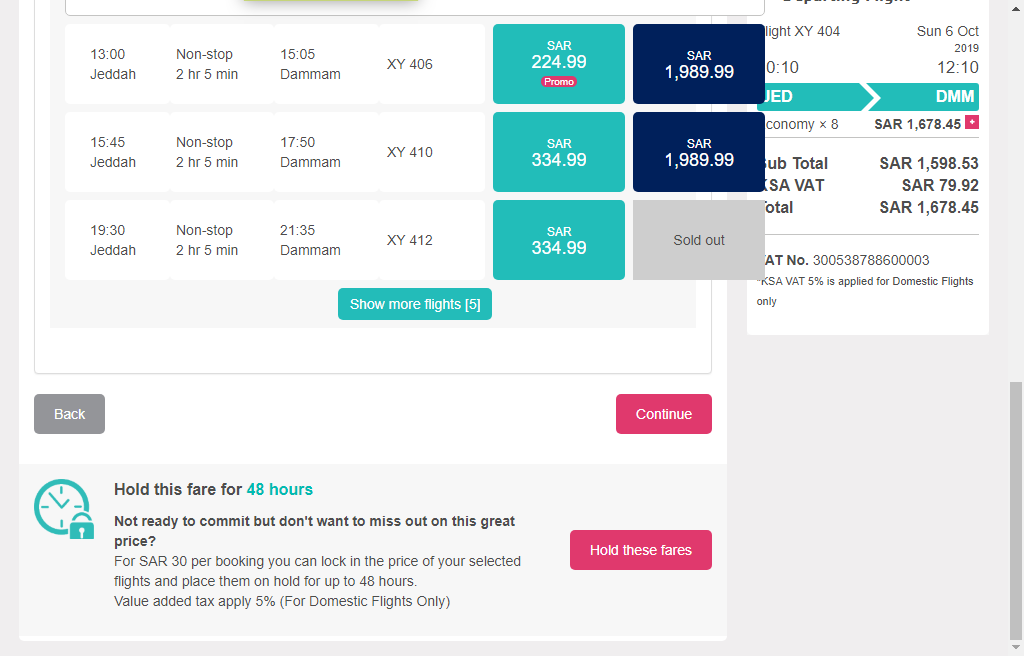 13:00
Jeddah
Non-stop
2 hr 5 min
15:05
Dammam
XY 406
SAR
224.99
Promo
SAR
1,989.99
15:45
Jeddah
Non-stop
2 hr 5 min
17:50
Dammam
XY 410
SAR
334.99
SAR
1,989.99
19:30
Jeddah
Non-stop
2 hr 5 min
21:35
Dammam
XY 412
SAR
334.99
Sold out
Show more flights [5]
Back
Continue
Hold this fare for 48 hours
Not ready to commit but don't want to miss out on this great
price?
For SAR 30 per booking you can lock in the price of your selected
flights and place them on hold for up to 48 hours.
Value added tax apply 5% (For Domestic Flights Only)
Hold these fares
light XY 404 Sun 6 Oct
2019
0:10 12:10
JED DMM
conomy × 8 SAR 1,678.45 +
ub Total SAR 1,598.53
KSA VAT SAR 79.92
otal SAR 1,678.45
AT No. 300538788600003
*KSA VAT 5% is applied for Domestic Flights
only